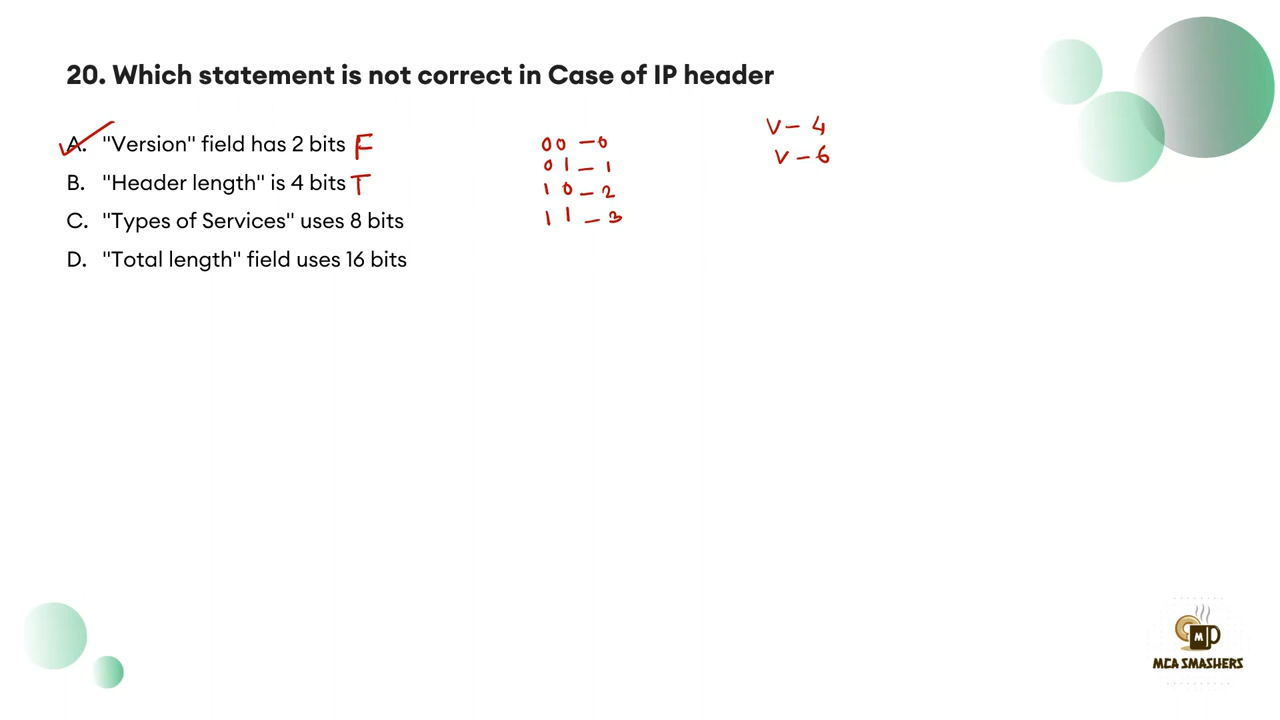 20. Which statement is not correct in Case of IP header
A. "Version" field has 2 bits F
B. "Header length" is 4 bits T
C. "Types of Services" uses 8 bits
D. "Total length" field uses 16 bits
00 - 0
01 - 1
10 - 2
11 - 3
V - 4
V - 6
M
MCA SMASHERS